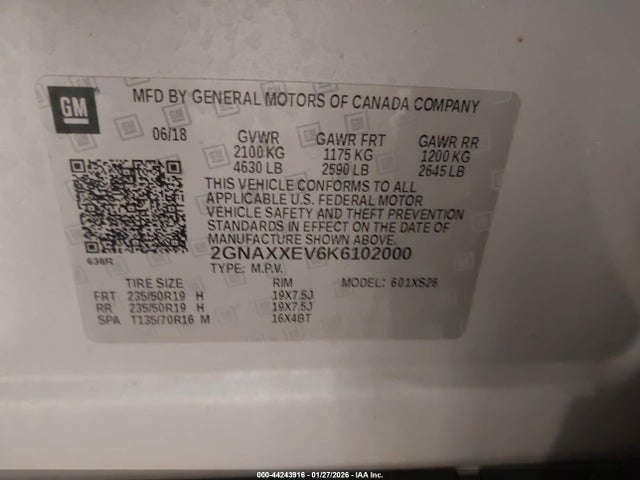 GM
MFD BY GENERAL MOTORS OF CANADA COMPANY
06/18 GVWR GAWR FRT GAWR RR
2100 KG 1175 KG 1200 KG
4630 LB 2590 LB 2645 LB
THIS VEHICLE CONFORMS TO ALL
APPLICABLE U.S. FEDERAL MOTOR
VEHICLE SAFETY AND THEFT PREVENTION
STANDARDS IN EFFECT ON THE DATE OF
MANUFACTURE SHOWN ABOVE.
636R 2GNAXXEV6K6102000
TYPE: M.P.V. MODEL: 601XS26
TIRE SIZE RIM
FRT 235/50R19 H 19X7.5J
RR 235/50R19 H 19X7.5J
SPA T135/70R16 M 16X4BT
000-44243916 - 01/27/2026 - IAA Inc.